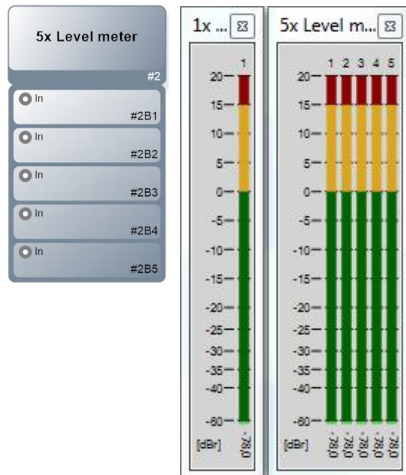 5x Level meter
#2
In
#2B1
In
#2B2
In
#2B3
In
#2B4
In
#2B5
1x ...
1
20
15
10
5
0
-5
-10
-15
-20
-25
-30
-35
-40
-60
[dBr]
-78,0
5x Level m...
1 2 3 4 5
20
15
10
5
0
-5
-10
-15
-20
-25
-30
-35
-40
-60
[dBr]
-78,0 -78,0 -78,0 -78,0 -78,0